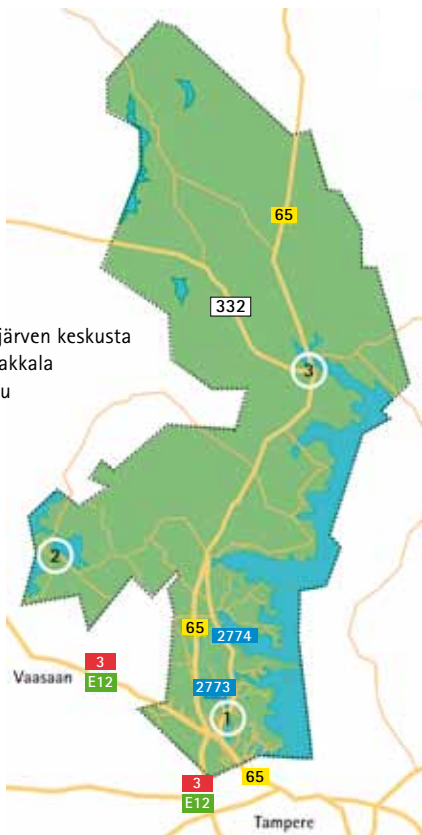 65
332
järven keskusta
akkala
u
3
2
65
2774
3
Vaasaan
E12
2773
1
3
65
E12
Tampere